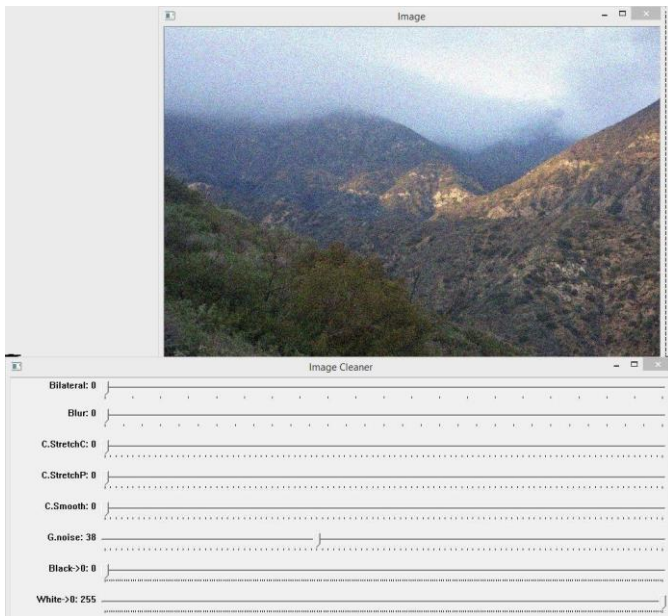 Image
Image Cleaner
Bilateral: 0
Blur: 0
C.StretchC: 0
C.StretchP: 0
C.Smooth: 0
G.noise: 38
Black->0: 0
White->0: 255